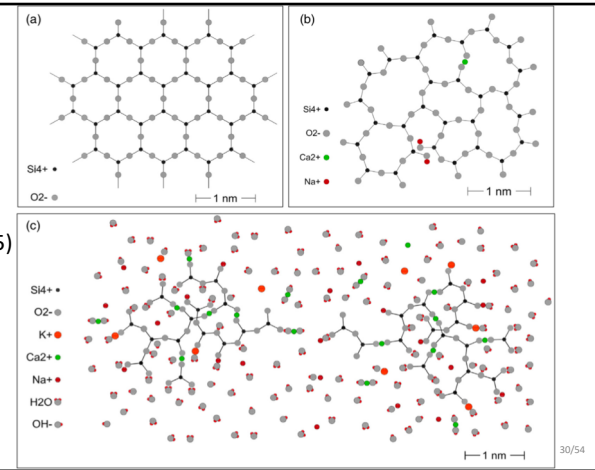 (a)
Si4+
O2-
1 nm
(b)
Si4+
O2-
Ca2+
Na+
1 nm
5)
(c)
Si4+
O2-
K+
Ca2+
Na+
H2O
OH-
1 nm
30/54